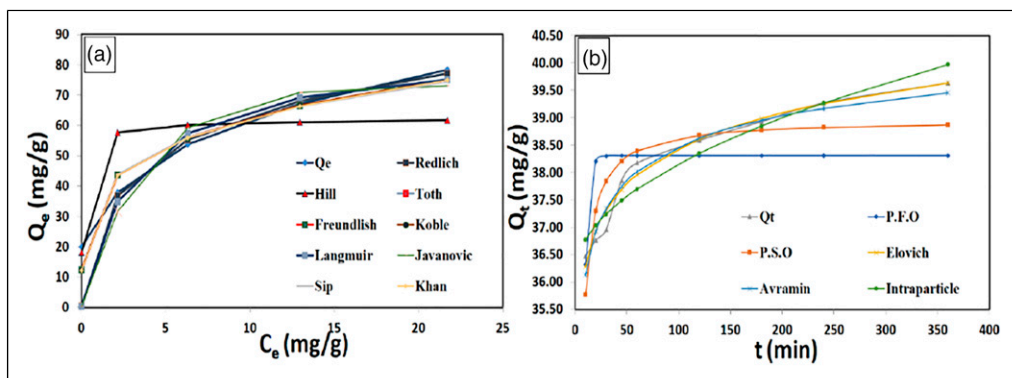 (a)
90
80
70
60
50
40
30
20
10
0
0 5 10 15 20 25
Qe (mg/g)
Ce (mg/g)
Qe Redlich
Hill Toth
Freundlish Koble
Langmuir Javanovic
Sip Khan
(b)
40.50
40.00
39.50
39.00
38.50
38.00
37.50
37.00
36.50
36.00
35.50
0 50 100 150 200 250 300 350 400
Qt (mg/g)
t (min)
Qt P.F.O
P.S.O Elovich
Avramin Intraparticle